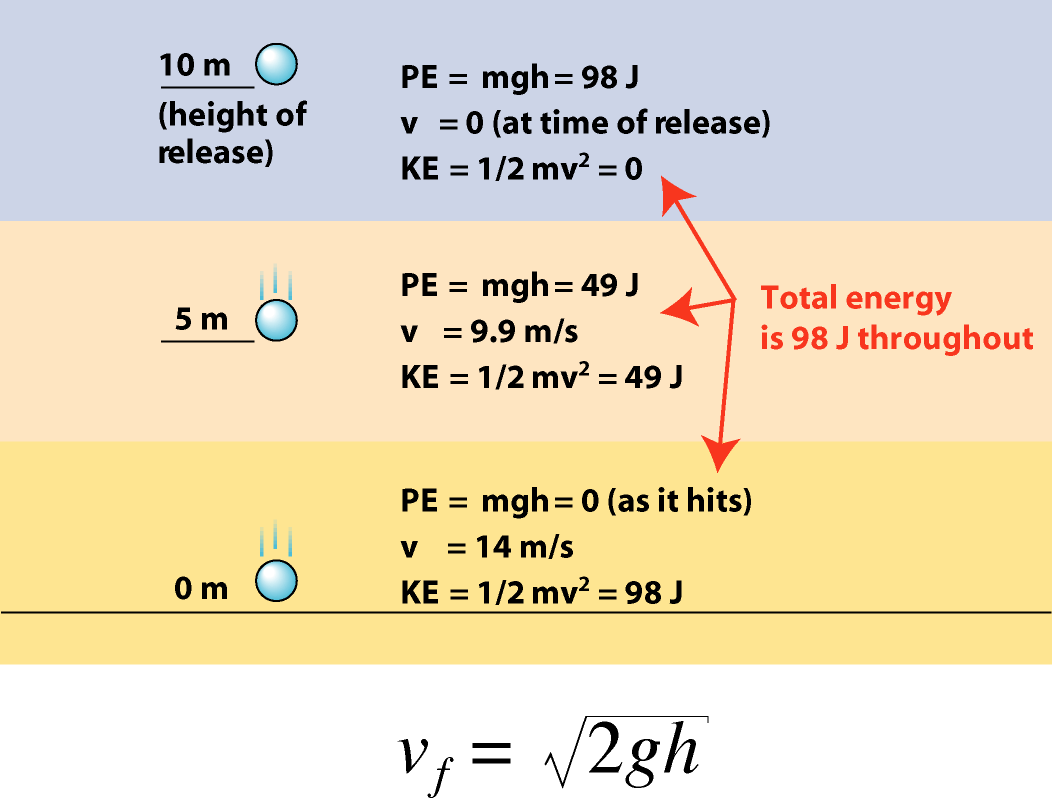 10 m
(height of
release)
PE = mgh = 98 J
v = 0 (at time of release)
KE = 1/2 mv² = 0
5 m
PE = mgh = 49 J
v = 9.9 m/s
KE = 1/2 mv² = 49 J
Total energy
is 98 J throughout
0 m
PE = mgh = 0 (as it hits)
v = 14 m/s
KE = 1/2 mv² = 98 J
v_f = √2gh